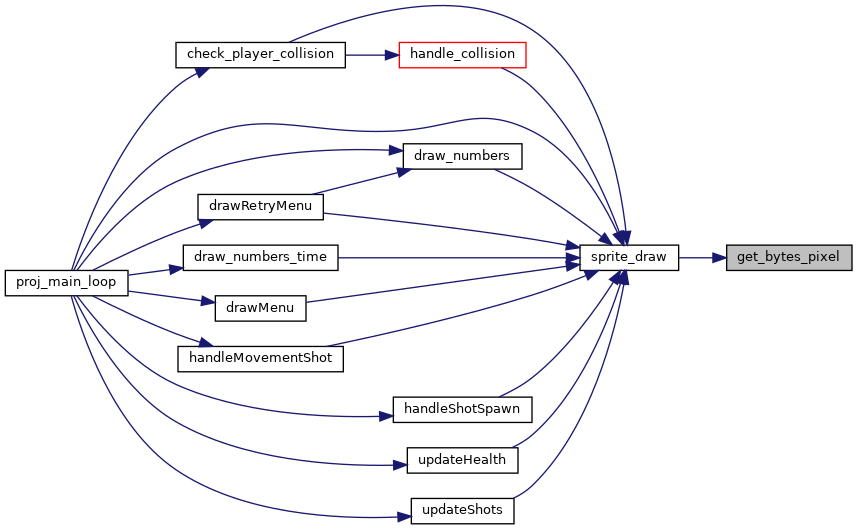 check_player_collision
handle_collision
draw_numbers
drawRetryMenu
draw_numbers_time
sprite_draw
get_bytes_pixel
proj_main_loop
drawMenu
handleMovementShot
handleShotSpawn
updateHealth
updateShots